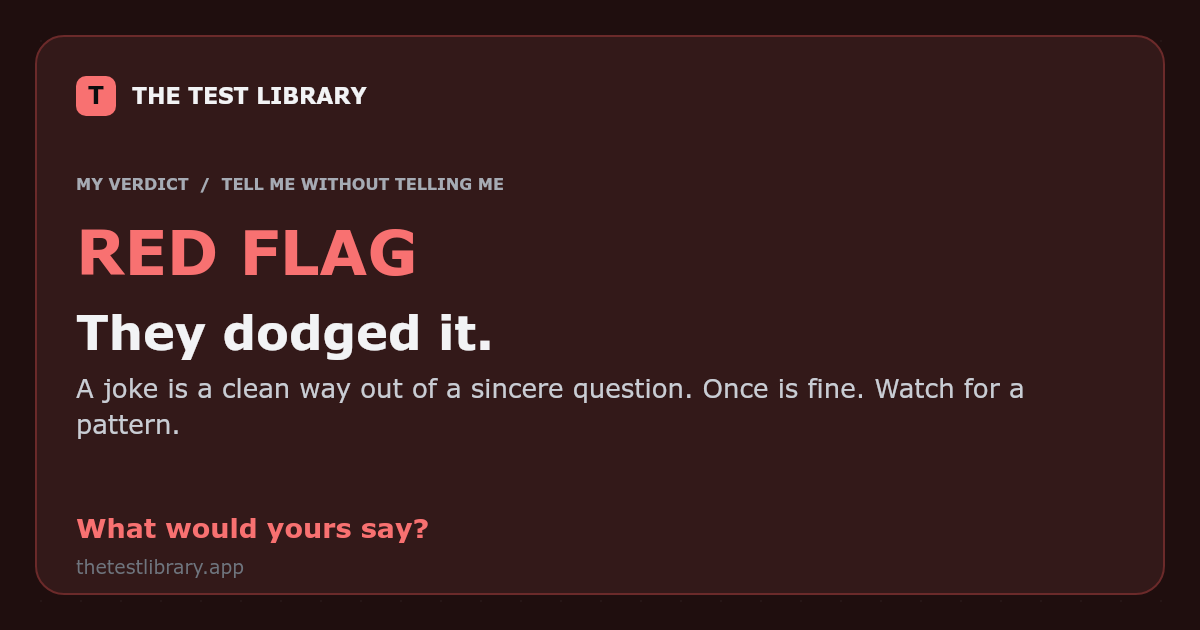 T THE TEST LIBRARY
MY VERDICT / TELL ME WITHOUT TELLING ME
RED FLAG
They dodged it.
A joke is a clean way out of a sincere question. Once is fine. Watch for a
pattern.
What would yours say?
thetestlibrary.app